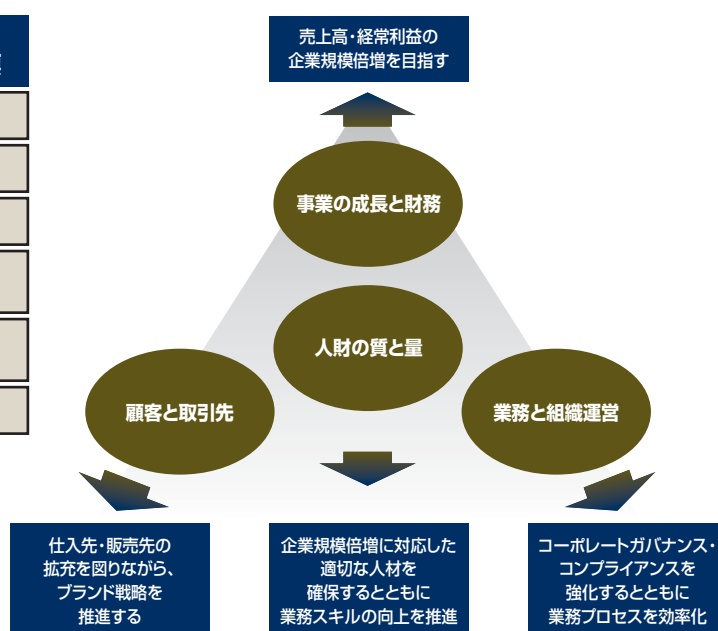 売上高・経常利益の
企業規模倍増を目指す
事業の成長と財務
人財の質と量
顧客と取引先
業務と組織運営
仕入先・販売先の
拡充を図りながら、
ブランド戦略を
推進する
企業規模倍増に対応した
適切な人材を
確保するとともに
業務スキルの向上を推進
コーポレートガバナンス・
コンプライアンスを
強化するとともに
業務プロセスを効率化